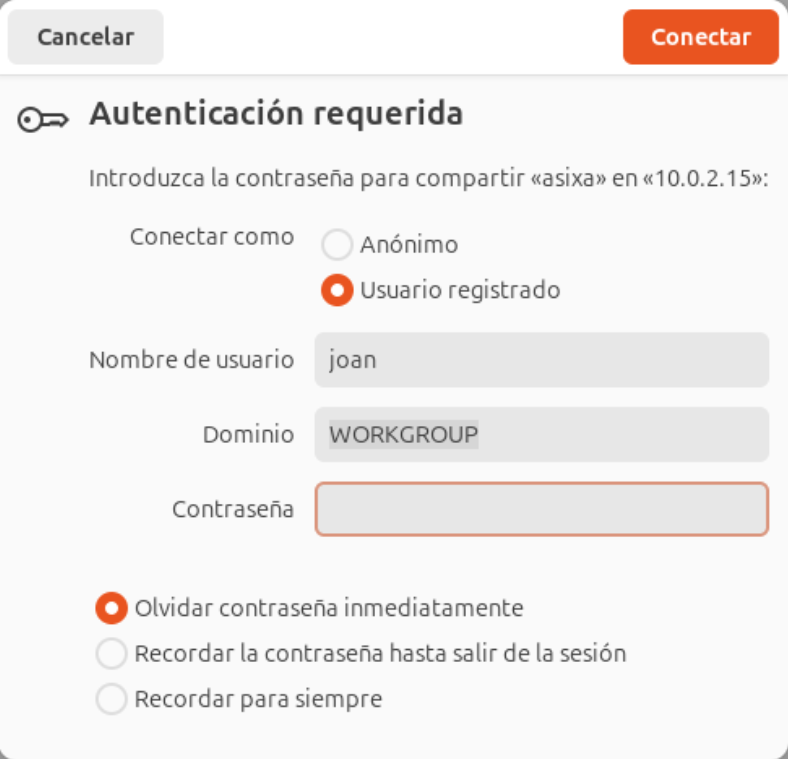 Cancelar
Conectar
Autenticación requerida
Introduzca la contraseña para compartir «asixa» en «10.0.2.15»:
Conectar como
Anónimo
Usuario registrado
Nombre de usuario joan
Dominio WORKGROUP
Contraseña
Olvidar contraseña inmediatamente
Recordar la contraseña hasta salir de la sesión
Recordar para siempre